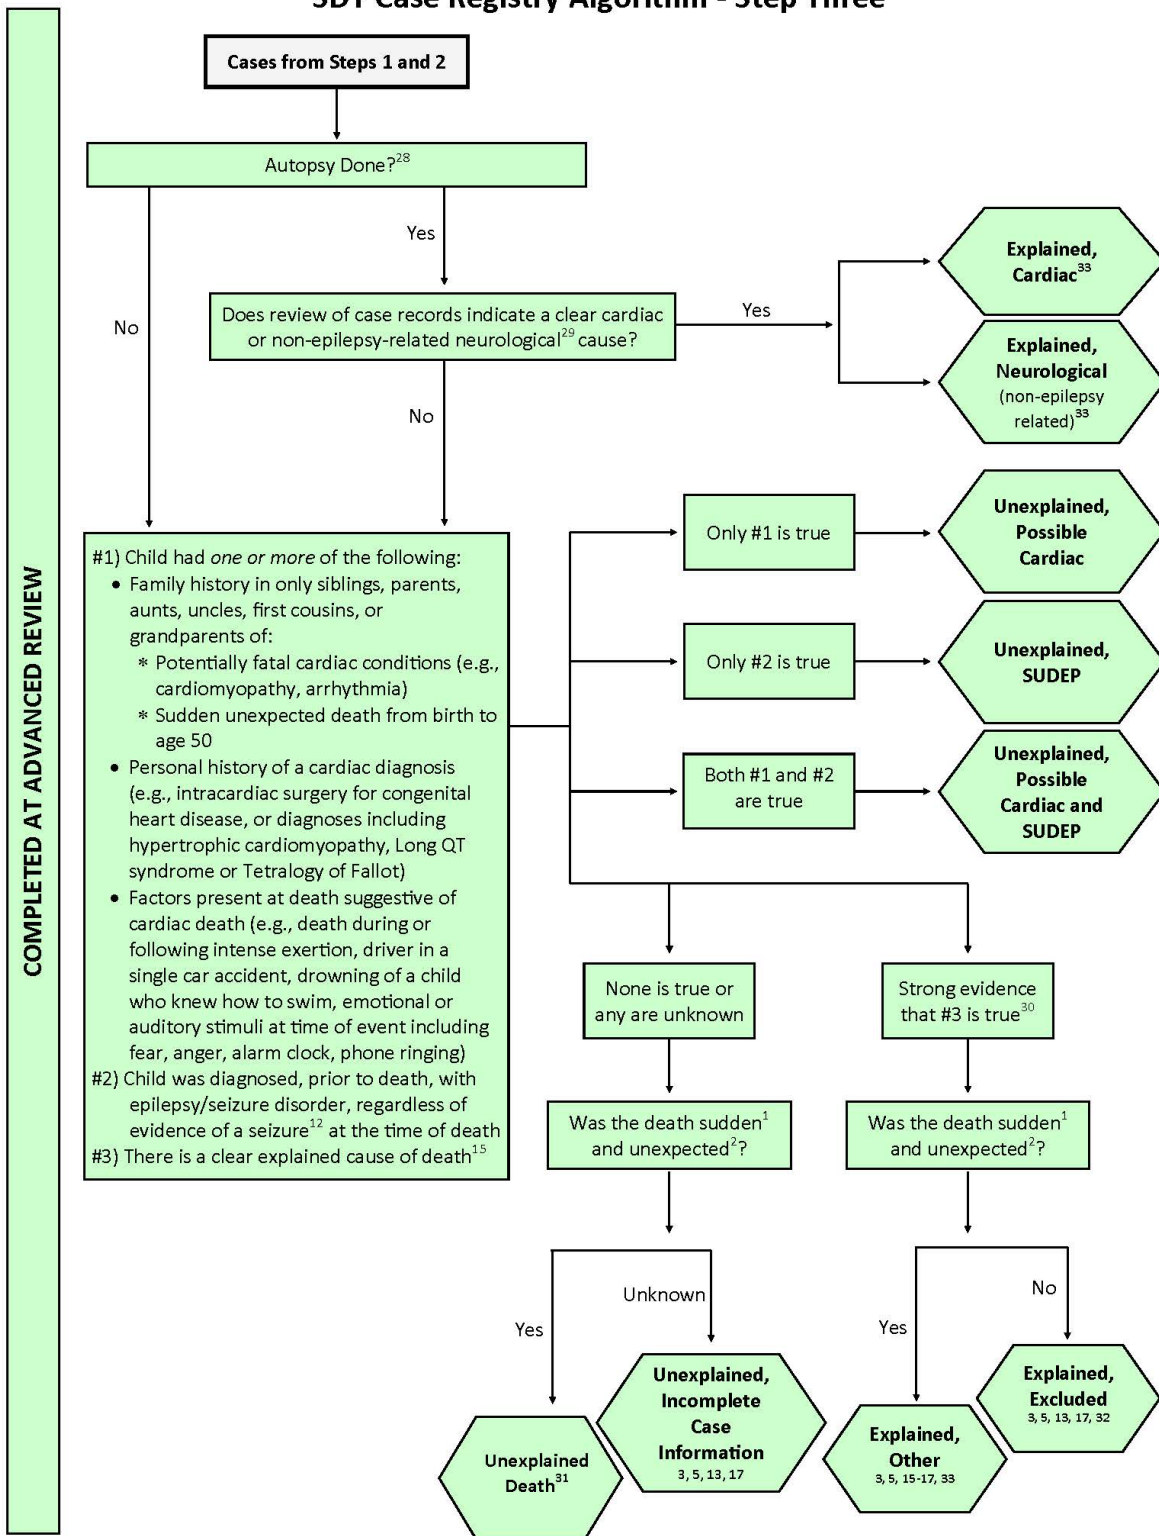 SDY Case Registry Algorithm - Step Three
COMPLETED AT ADVANCED REVIEW
Cases from Steps 1 and 2
Autopsy Done?28
Yes
No
Does review of case records indicate a clear cardiac
or non-epilepsy-related neurological29 cause?
Yes
No
Explained,
Cardiac33
Explained,
Neurological
(non-epilepsy
related)33
#1) Child had one or more of the following:
• Family history in only siblings, parents,
aunts, uncles, first cousins, or
grandparents of:
* Potentially fatal cardiac conditions (e.g.,
cardiomyopathy, arrhythmia)
* Sudden unexpected death from birth to
age 50
• Personal history of a cardiac diagnosis
(e.g., intracardiac surgery for congenital
heart disease, or diagnoses including
hypertrophic cardiomyopathy, Long QT
syndrome or Tetralogy of Fallot)
• Factors present at death suggestive of
cardiac death (e.g., death during or
following intense exertion, driver in a
single car accident, drowning of a child
who knew how to swim, emotional or
auditory stimuli at time of event including
fear, anger, alarm clock, phone ringing)
#2) Child was diagnosed, prior to death, with
epilepsy/seizure disorder, regardless of
evidence of a seizure12 at the time of death
#3) There is a clear explained cause of death15
Only #1 is true
Unexplained,
Possible
Cardiac
Only #2 is true
Unexplained,
SUDEP
Both #1 and #2
are true
Unexplained,
Possible
Cardiac and
SUDEP
None is true or
any are unknown
Strong evidence
that #3 is true30
Was the death sudden1
and unexpected2?
Was the death sudden1
and unexpected2?
Yes
Unknown
Yes
No
Unexplained
Death31
Unexplained,
Incomplete
Case
Information
3, 5, 13, 17
Explained,
Other
3, 5, 15-17, 33
Explained,
Excluded
3, 5, 13, 17, 32